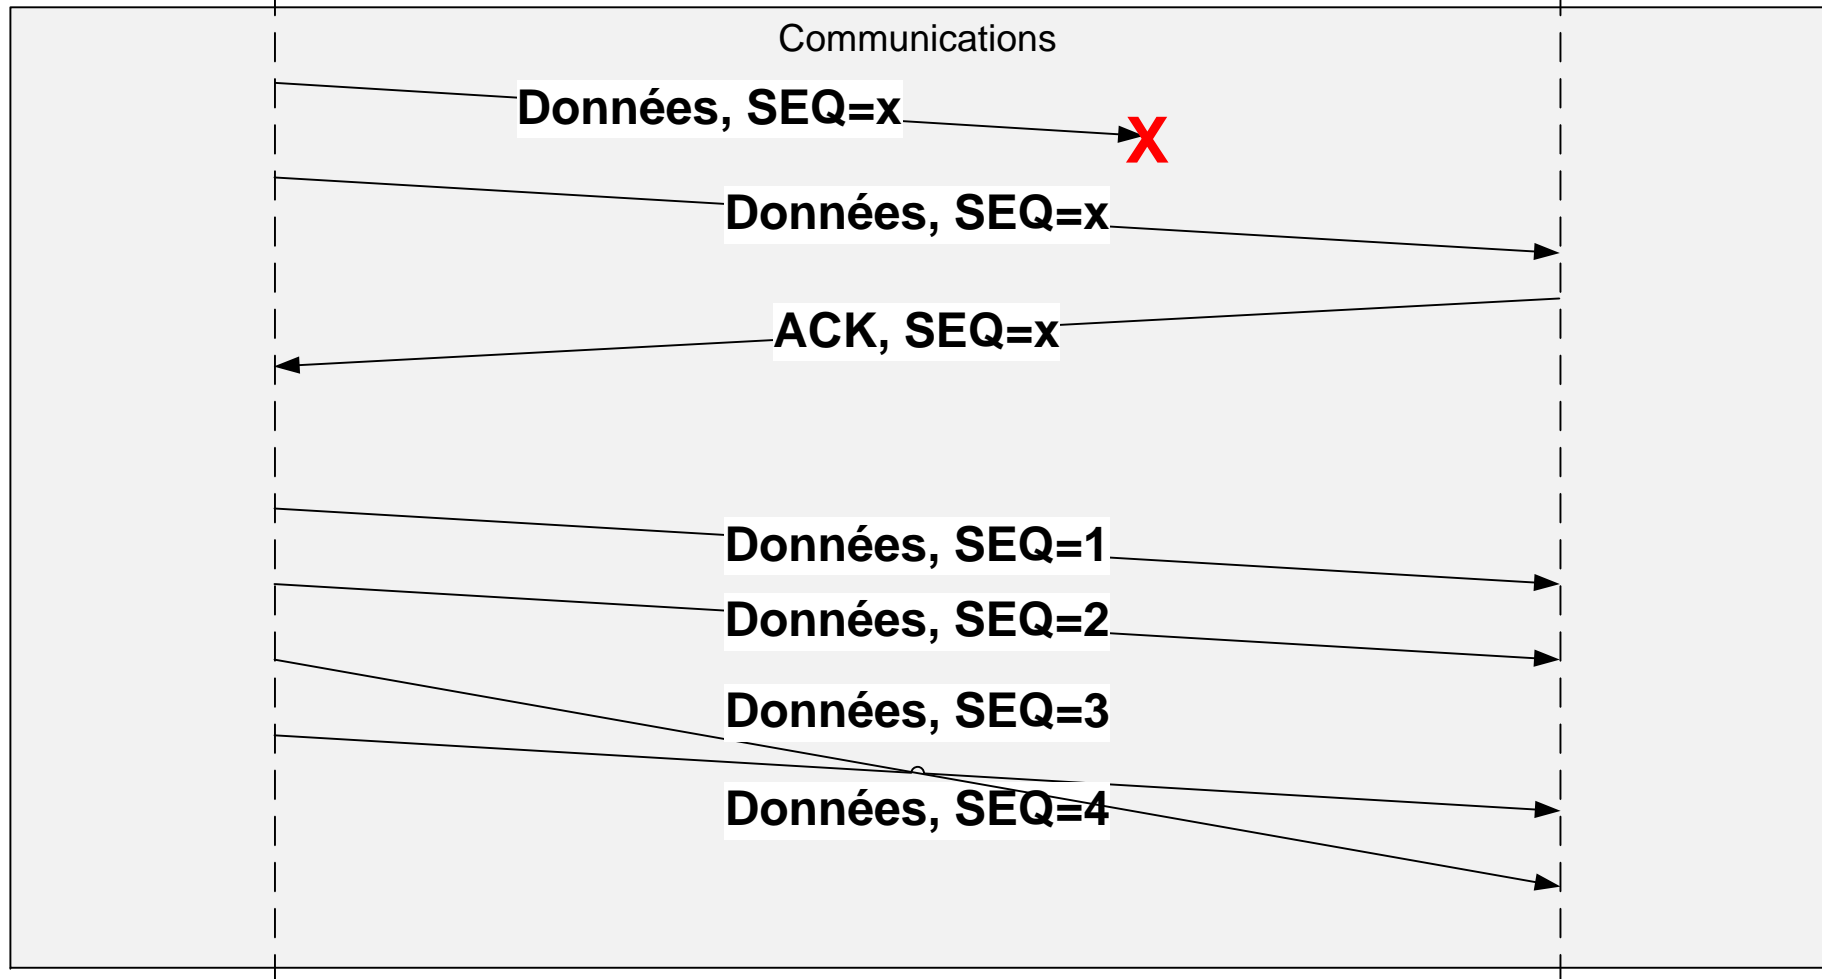 Communications
Données, SEQ=x
X
Données, SEQ=x
ACK, SEQ=x
Données, SEQ=1
Données, SEQ=2
Données, SEQ=3
Données, SEQ=4